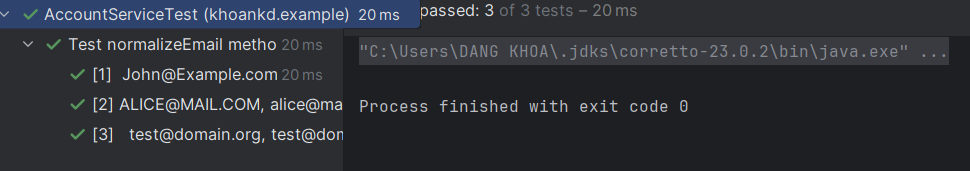 AccountServiceTest (khoankd.example) 20 ms
passed: 3 of 3 tests – 20 ms
Test normalizeEmail metho 20 ms
[1] John@Example.com 20 ms
[2] ALICE@MAIL.COM, alice@ma
[3] test@domain.org, test@don
"C:\Users\DANG KHOA\.jdks\corretto-23.0.2\bin\java.exe" ...
Process finished with exit code 0